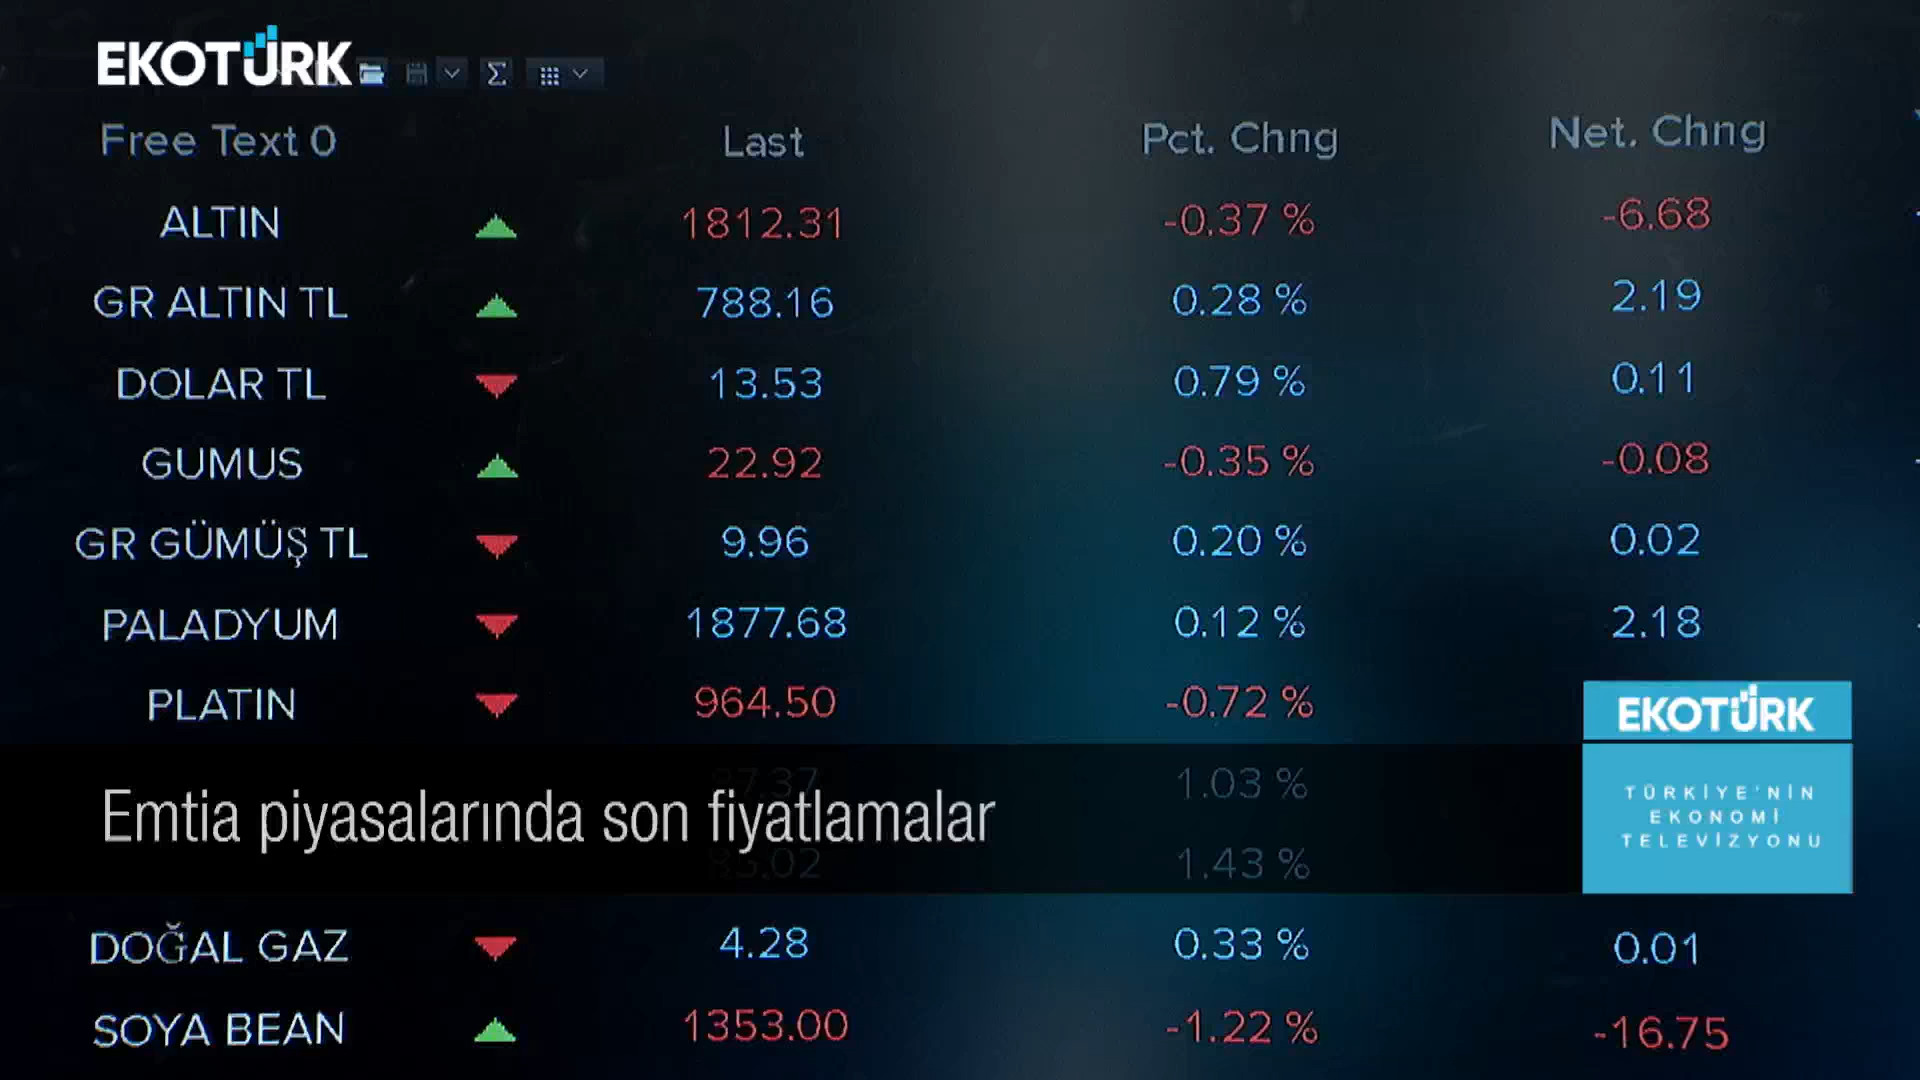 EKOTÜRK
Free Text 0 Last Pct. Chng Net. Chng
ALTIN 1812.31 -0.37 % -6.68
GR ALTIN TL 788.16 0.28 % 2.19
DOLAR TL 13.53 0.79 % 0.11
GUMUS 22.92 -0.35 % -0.08
GR GÜMÜŞ TL 9.96 0.20 % 0.02
PALADYUM 1877.68 0.12 % 2.18
PLATIN 964.50 -0.72 %
EKOTÜRK
87.37 1.03 %
Emtia piyasalarında son fiyatlamalar
TÜRKİYE'NİN
EKONOMİ
TELEVİZYONU
85.02 1.43 %
DOĞAL GAZ 4.28 0.33 % 0.01
SOYA BEAN 1353.00 -1.22 % -16.75